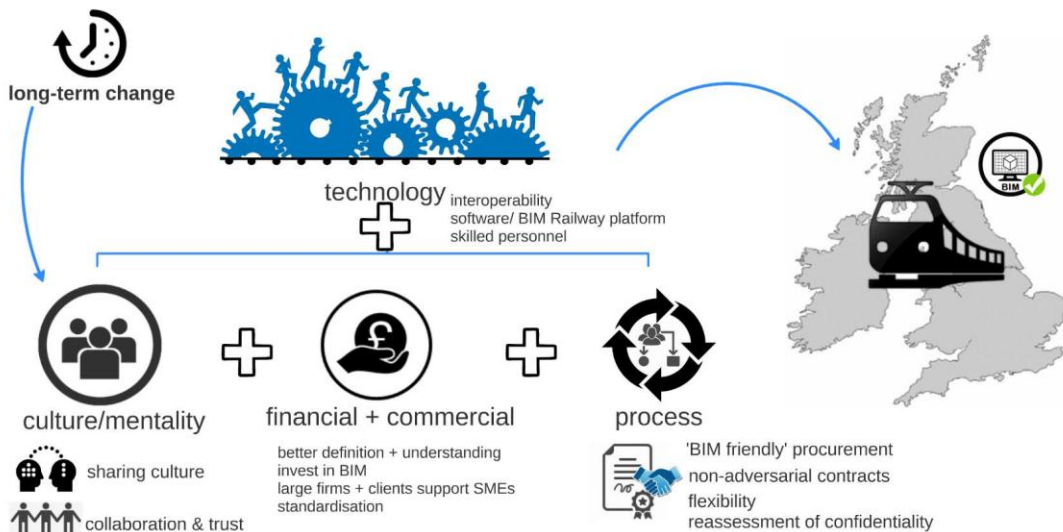 long-term change
technology
interoperability
software/ BIM Railway platform
skilled personnel
BIM
culture/mentality
sharing culture
collaboration & trust
£
financial + commercial
better definition + understanding
invest in BIM
large firms + clients support SMEs
standardisation
process
'BIM friendly' procurement
non-adversarial contracts
flexibility
reassessment of confidentiality